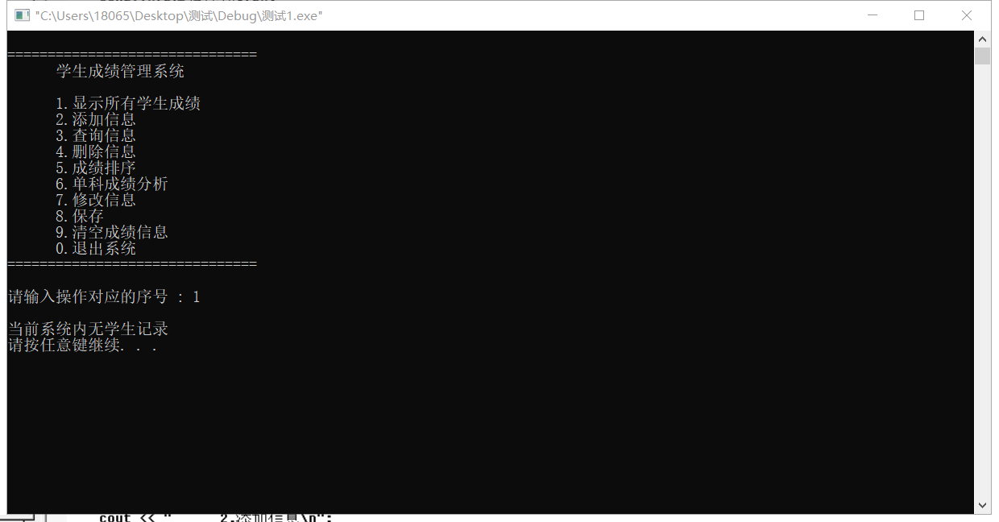 "C:\Users\18065\Desktop\测试\Debug\测试1.exe"
===============================
学生成绩管理系统
1.显示所有学生成绩
2.添加信息
3.查询信息
4.删除信息
5.成绩排序
6.单科成绩分析
7.修改信息
8.保存
9.清空成绩信息
0.退出系统
===============================
请输入操作对应的序号 : 1
当前系统内无学生记录
请按任意键继续. . .
cout << "      2.添加信息\n";